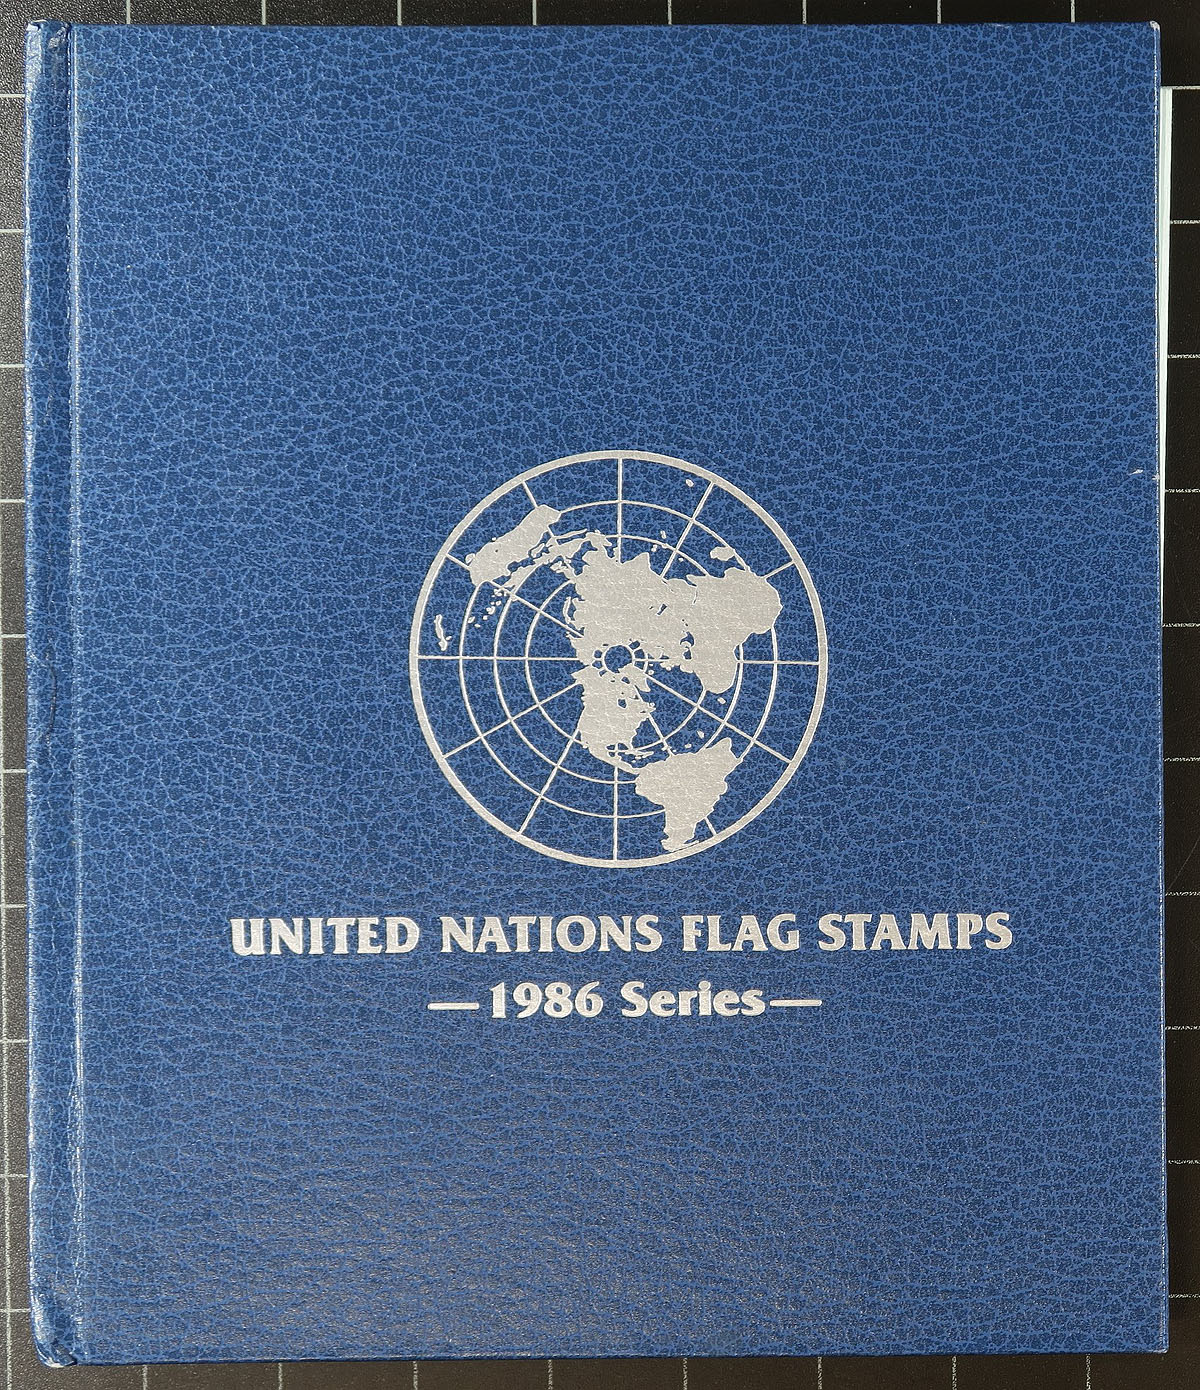 UNITED NATIONS FLAG STAMPS
—1986 Series—